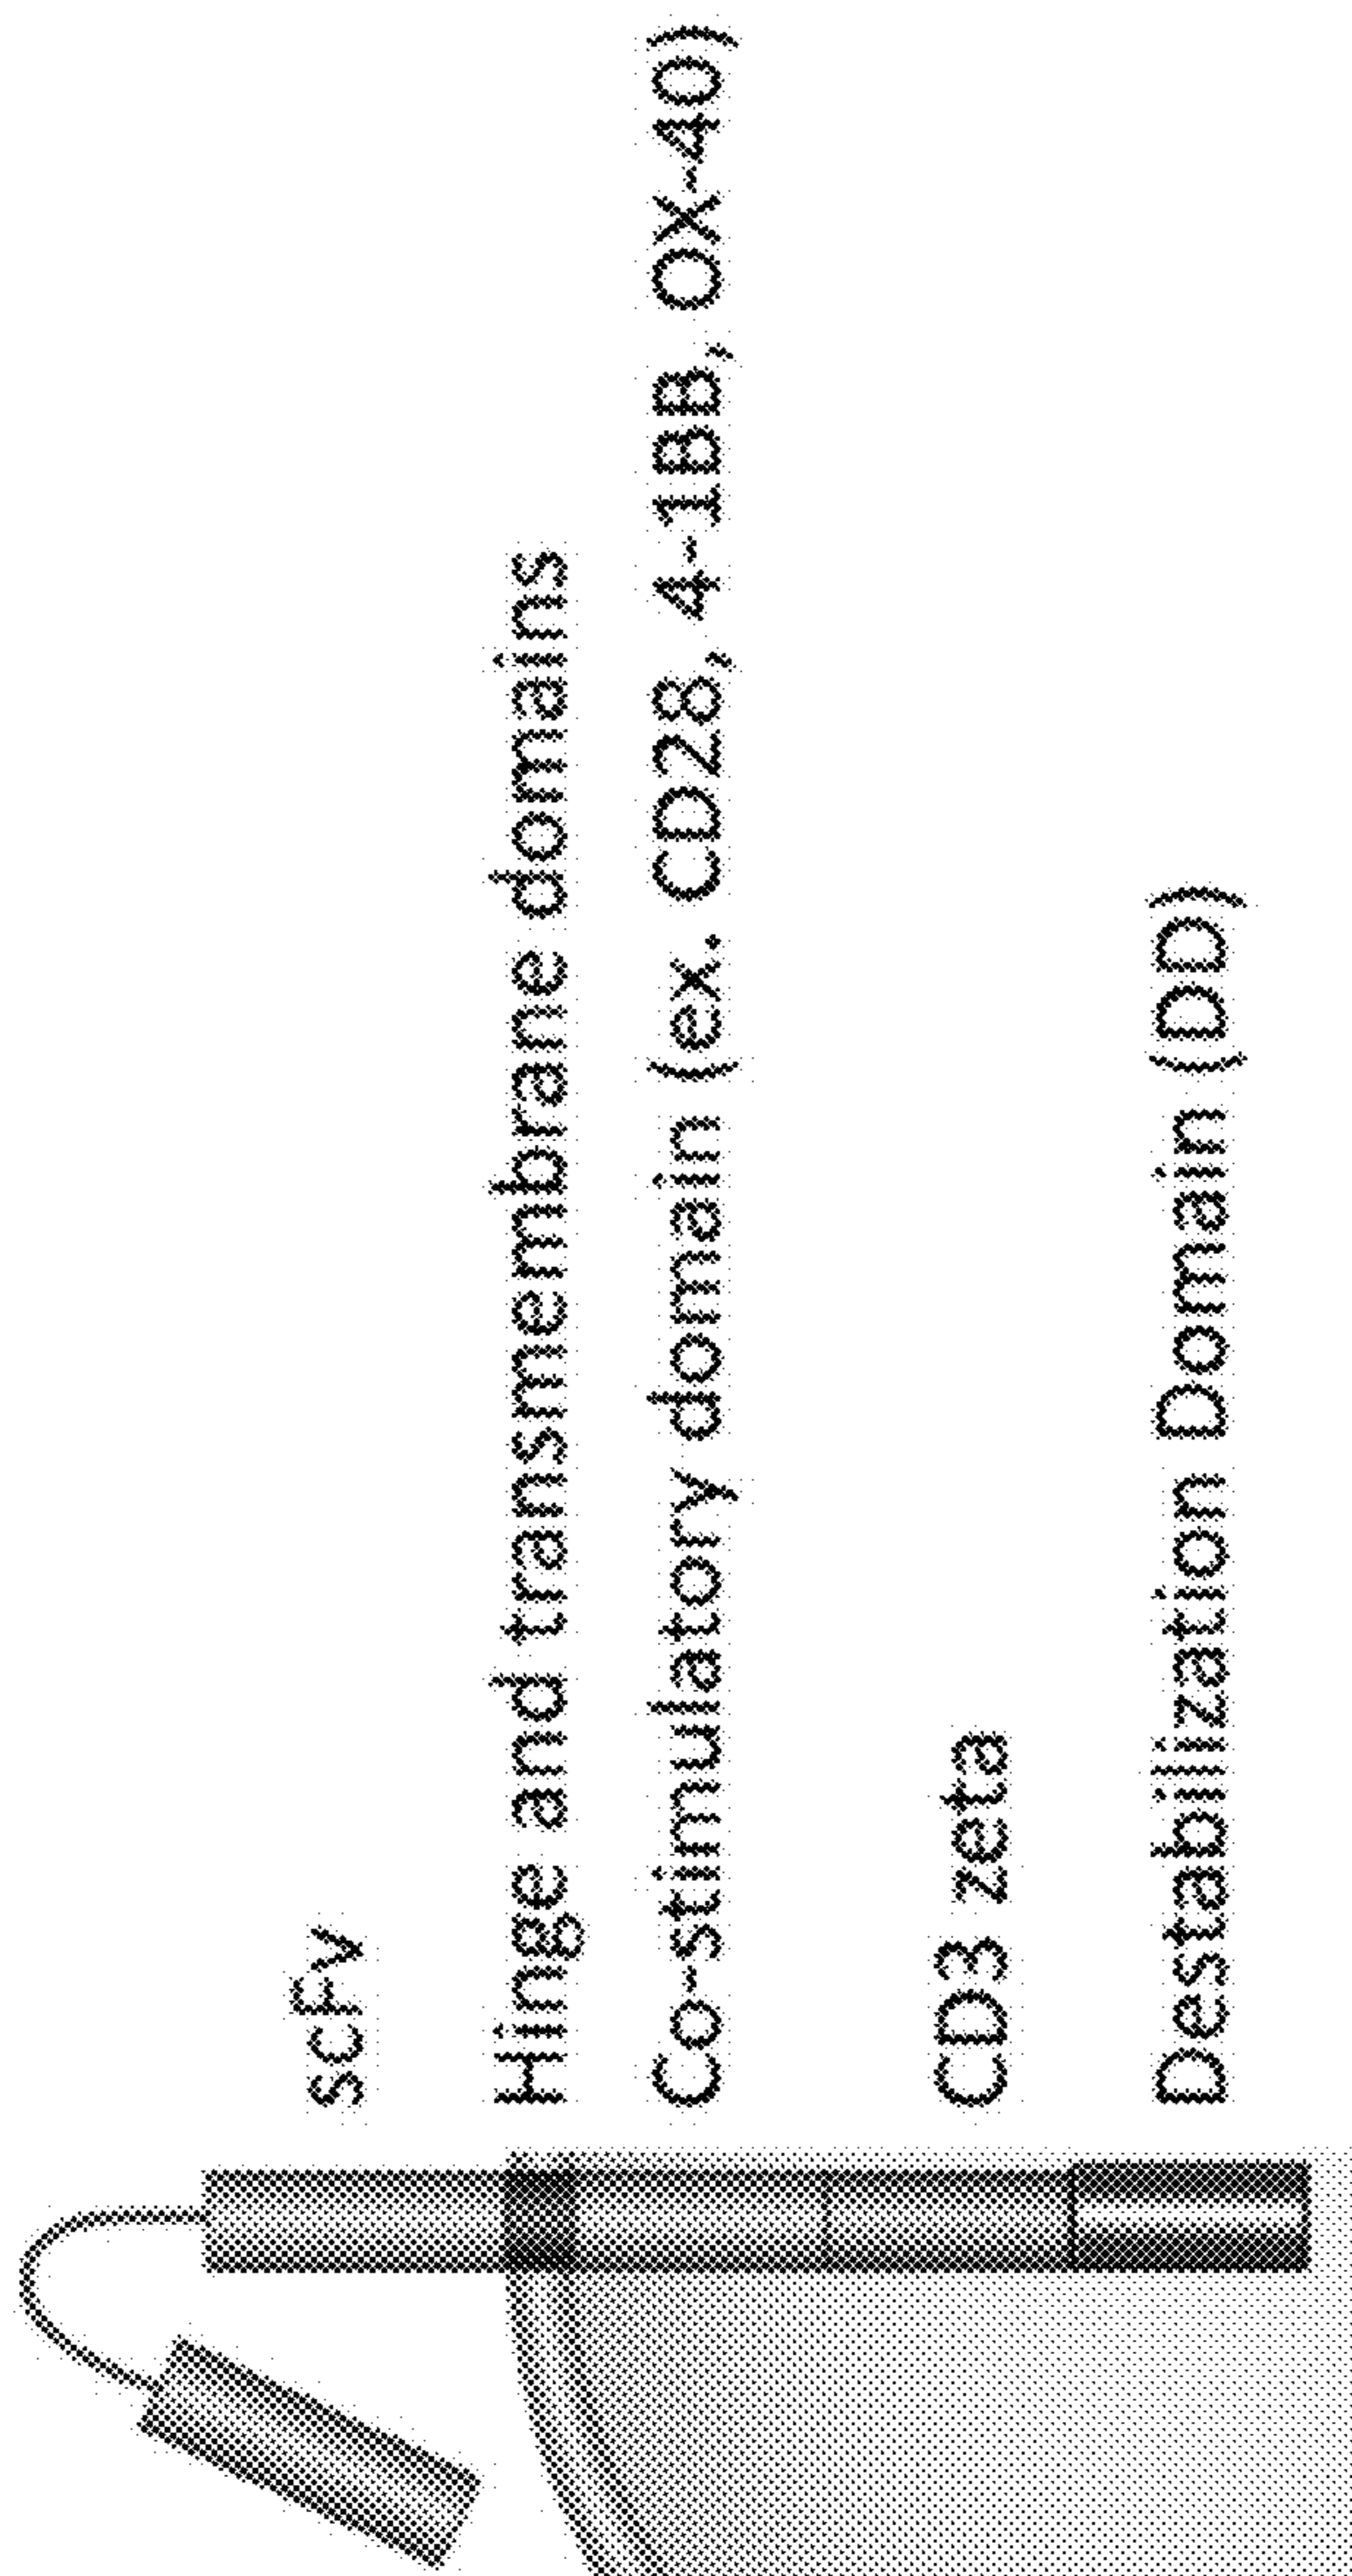 scFv
Hinge and transmembrane domains
Co-stimulatory domain (ex. CD28, 4-1BB, OX-40)
CD3 zeta
Destabilization Domain (DD)